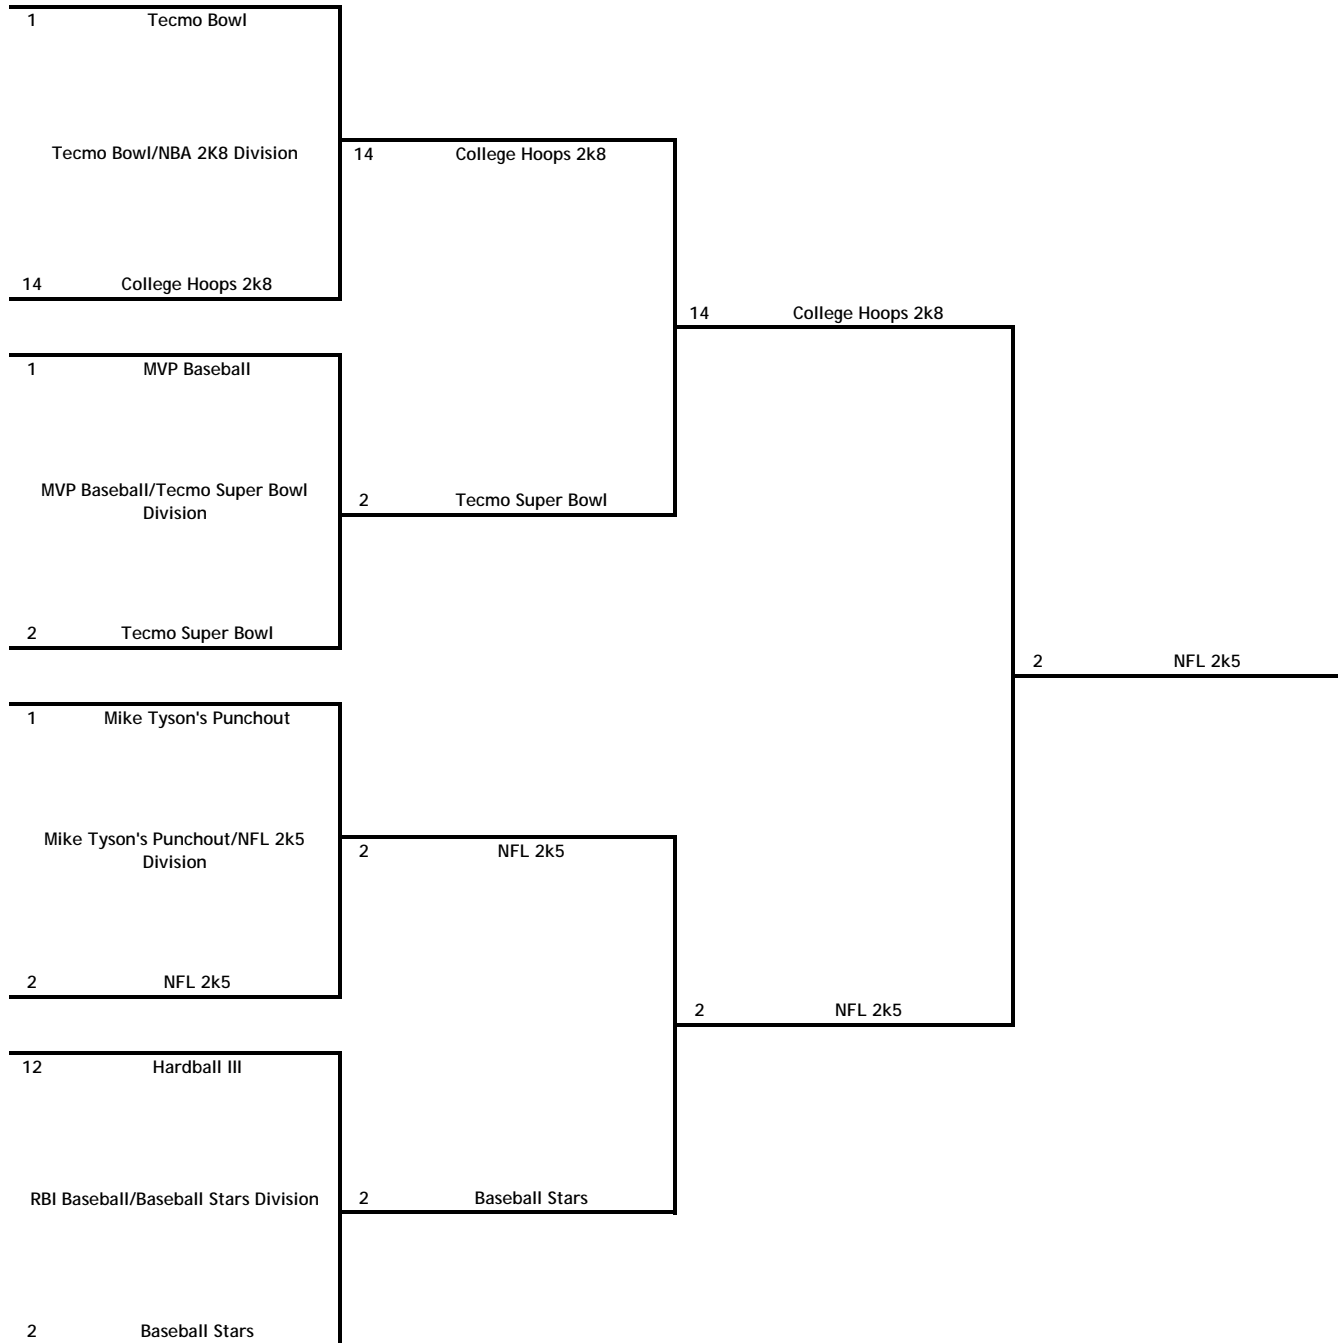 1 Tecmo Bowl
Tecmo Bowl/NBA 2K8 Division
14 College Hoops 2k8
14 College Hoops 2k8
14 College Hoops 2k8
1 MVP Baseball
MVP Baseball/Tecmo Super Bowl
Division
2 Tecmo Super Bowl
2 Tecmo Super Bowl
2 NFL 2k5
1 Mike Tyson's Punchout
Mike Tyson's Punchout/NFL 2k5
Division
2 NFL 2k5
2 NFL 2k5
2 NFL 2k5
12 Hardball III
RBI Baseball/Baseball Stars Division
2 Baseball Stars
2 Baseball Stars